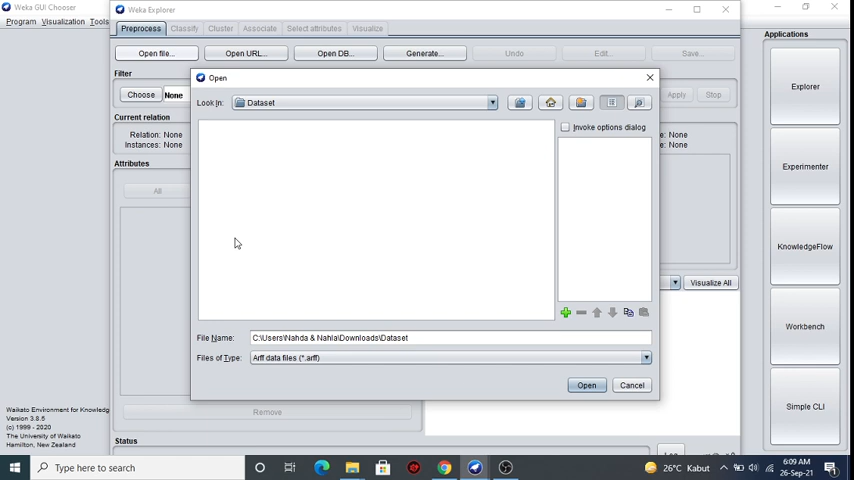 Weka GUI Chooser
Program Visualization Tools
Weka Explorer
Preprocess Classify Cluster Associate Select attributes Visualize
Open file... Open URL... Open DB... Generate... Undo Edit... Save...
Filter
Choose None Apply Stop
Current relation
Relation: None
Instances: None
e: None
s: None
Attributes
All
Open
Look In: Dataset
Invoke options dialog
File Name: C:\Users\Nahda & Nahla\Downloads\Dataset
Files of Type: Arff data files (*.arff)
Open Cancel
Visualize All
Remove
Status
Log
Applications
Explorer
Experimenter
KnowledgeFlow
Workbench
Simple CLI
Waikato Environment for Knowledg
Version 3.8.5
(c) 1999 - 2020
The University of Waikato
Hamilton, New Zealand
Type here to search
26°C Kabut
6:09 AM
26-Sep-21